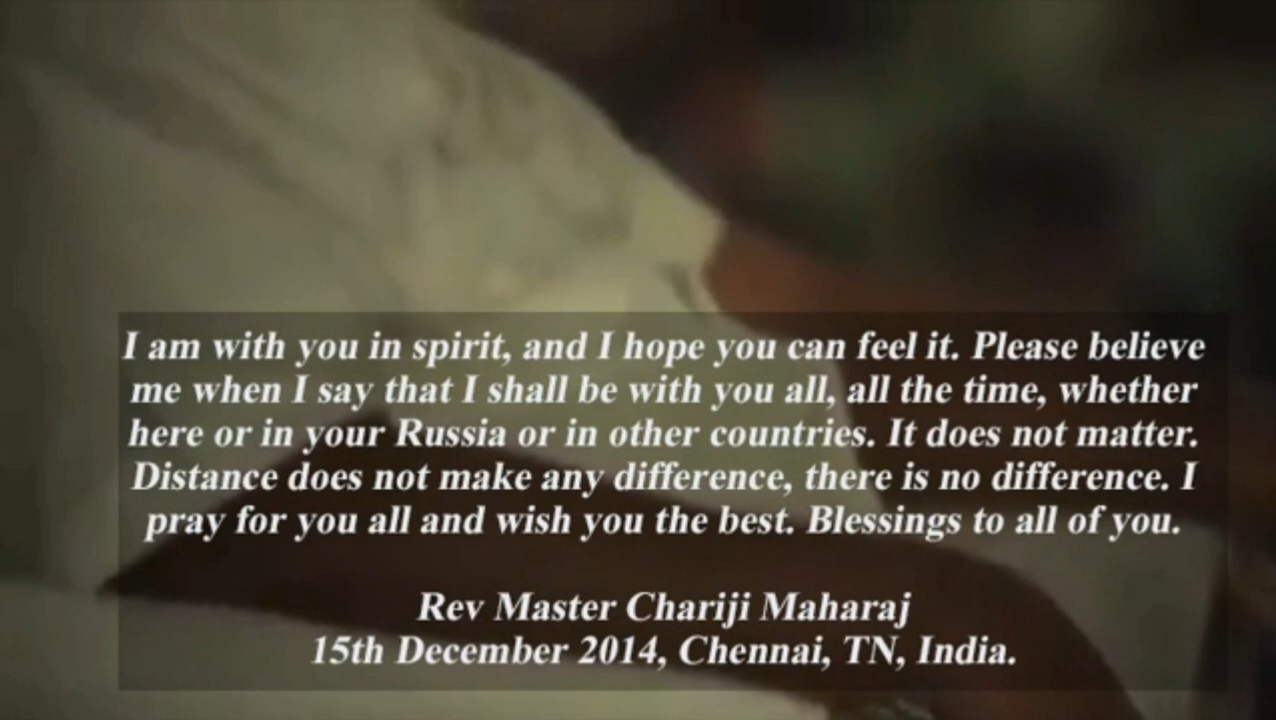 I am with you in spirit, and I hope you can feel it. Please believe
me when I say that I shall be with you all, all the time, whether
here or in your Russia or in other countries. It does not matter.
Distance does not make any difference, there is no difference. I
pray for you all and wish you the best. Blessings to all of you.
Rev Master Chariji Maharaj
15th December 2014, Chennai, TN, India.